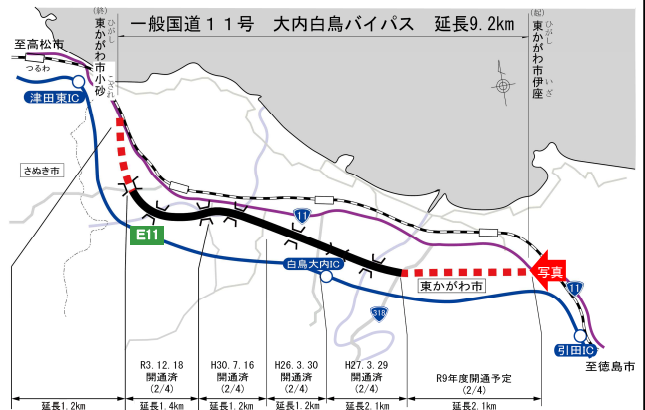 一般国道11号 大内白鳥バイパス 延長9.2km
(終)
東かがわ市小砂
ひがし
こざれ
(起)
東かがわ市伊座
ひがし
いざ
至高松市
つるわ
津田東IC
さぬき市
E11
11
白鳥大内IC
写真
東かがわ市
11
318
引田IC
至徳島市
R3.12.18
開通済
(2/4)
H30.7.16
開通済
(2/4)
H26.3.30
開通済
(2/4)
H27.3.29
開通済
(2/4)
R9年度開通予定
(2/4)
延長1.2km
延長1.4km
延長1.2km
延長1.2km
延長2.1km
延長2.1km